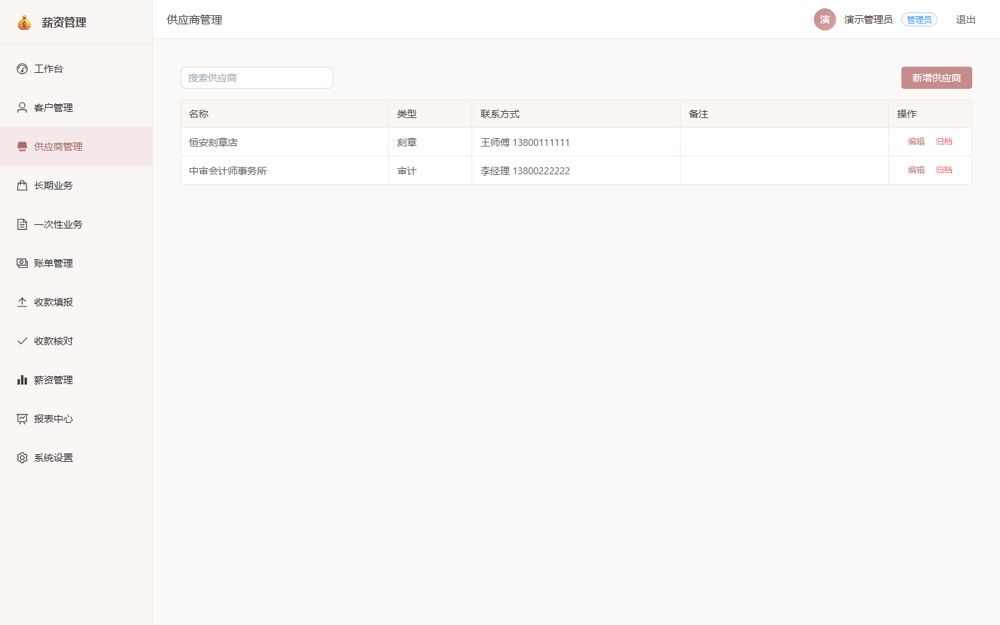 薪资管理
供应商管理
演 演示管理员 管理员 退出
工作台
客户管理
供应商管理
长期业务
一次性业务
账单管理
收款填报
收款核对
薪资管理
报表中心
系统设置
搜索供应商
新增供应商
名称 类型 联系方式 备注 操作
恒安刻章店 刻章 王师傅 13800111111 编辑 归档
中审会计师事务所 审计 李经理 13800222222 编辑 归档